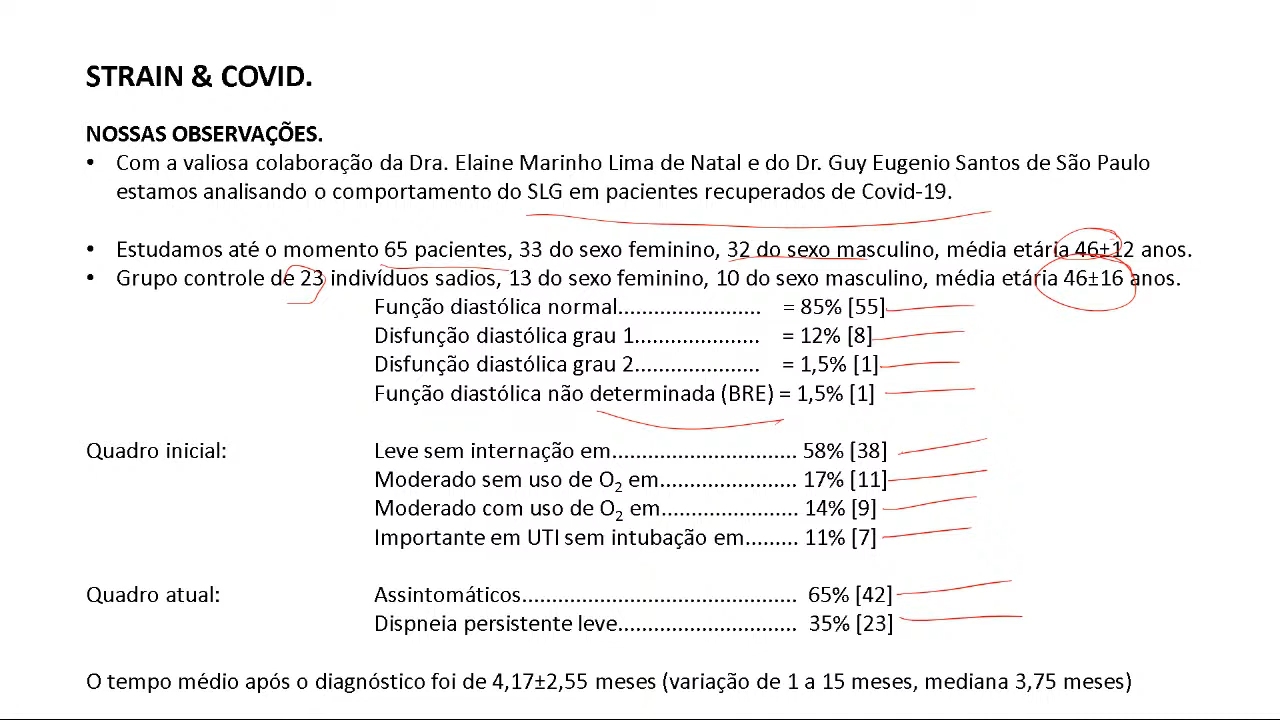 STRAIN & COVID.
NOSSAS OBSERVAÇÕES.
• Com a valiosa colaboração da Dra. Elaine Marinho Lima de Natal e do Dr. Guy Eugenio Santos de São Paulo
estamos analisando o comportamento do SLG em pacientes recuperados de Covid-19.
• Estudamos até o momento 65 pacientes, 33 do sexo feminino, 32 do sexo masculino, média etária 46±12 anos.
• Grupo controle de 23 indivíduos sadios, 13 do sexo feminino, 10 do sexo masculino, média etária 46±16 anos.
Função diastólica normal......................... = 85% [55]
Disfunção diastólica grau 1...................... = 12% [8]
Disfunção diastólica grau 2...................... = 1,5% [1]
Função diastólica não determinada (BRE) = 1,5% [1]
Quadro inicial: Leve sem internação em................................ 58% [38]
Moderado sem uso de O₂ em........................ 17% [11]
Moderado com uso de O₂ em........................ 14% [9]
Importante em UTI sem intubação em......... 11% [7]
Quadro atual: Assintomáticos................................................ 65% [42]
Dispneia persistente leve............................... 35% [23]
O tempo médio após o diagnóstico foi de 4,17±2,55 meses (variação de 1 a 15 meses, mediana 3,75 meses)